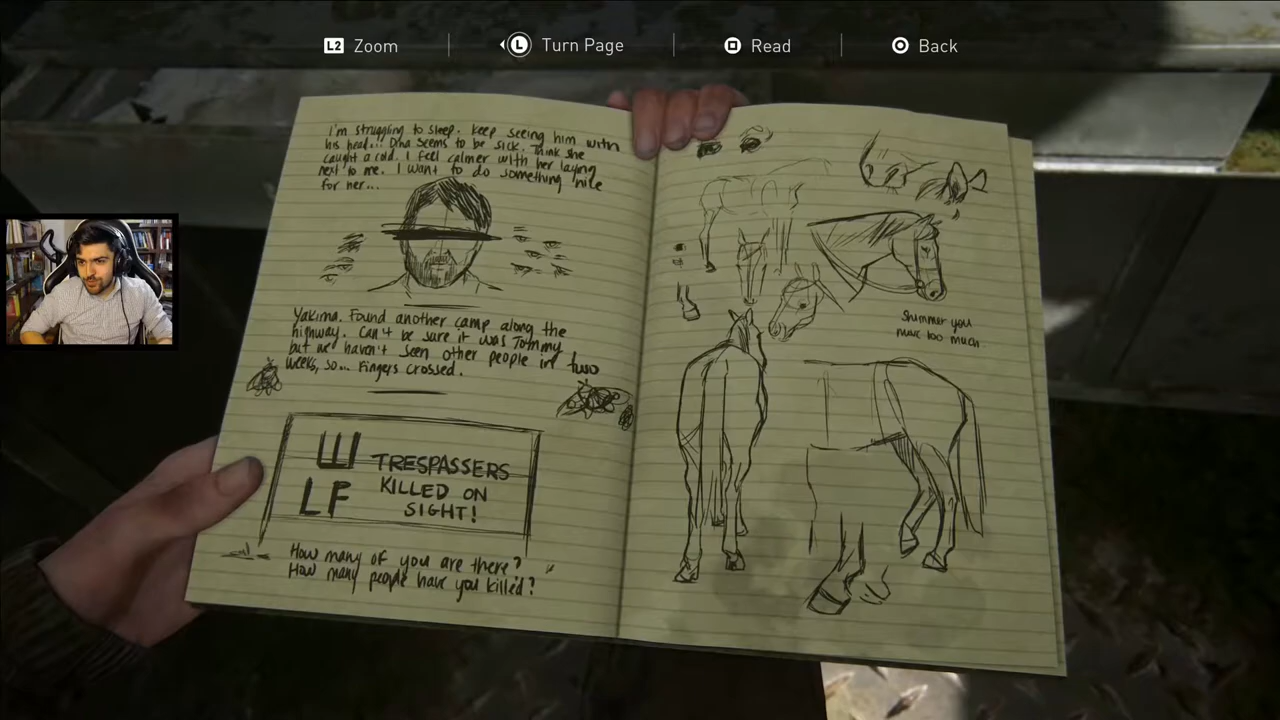 L2 Zoom
L Turn Page
Read
Back
I'm struggling to sleep. Keep seeing him with
his head... Dina seems to be sick. Think she
caught a cold. I feel calmer with her laying
next to me. I want to do something nice
for her...
Yakima. Found another camp along the
highway. Can't be sure it was Tommy
but we haven't seen other people in two
weeks, so... Fingers crossed.
W TRESPASSERS
LF KILLED ON
SIGHT!
How many of you are there?
How many people have you killed?
Shimmer you
move too much.